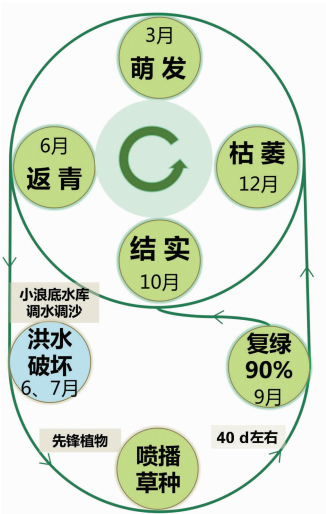 3月
萌发
6月
返青
枯萎
12月
结实
10月
小浪底水库
调水调沙
洪水
破坏
6、7月
复绿
90%
9月
先锋植物
40 d左右
喷播
草种